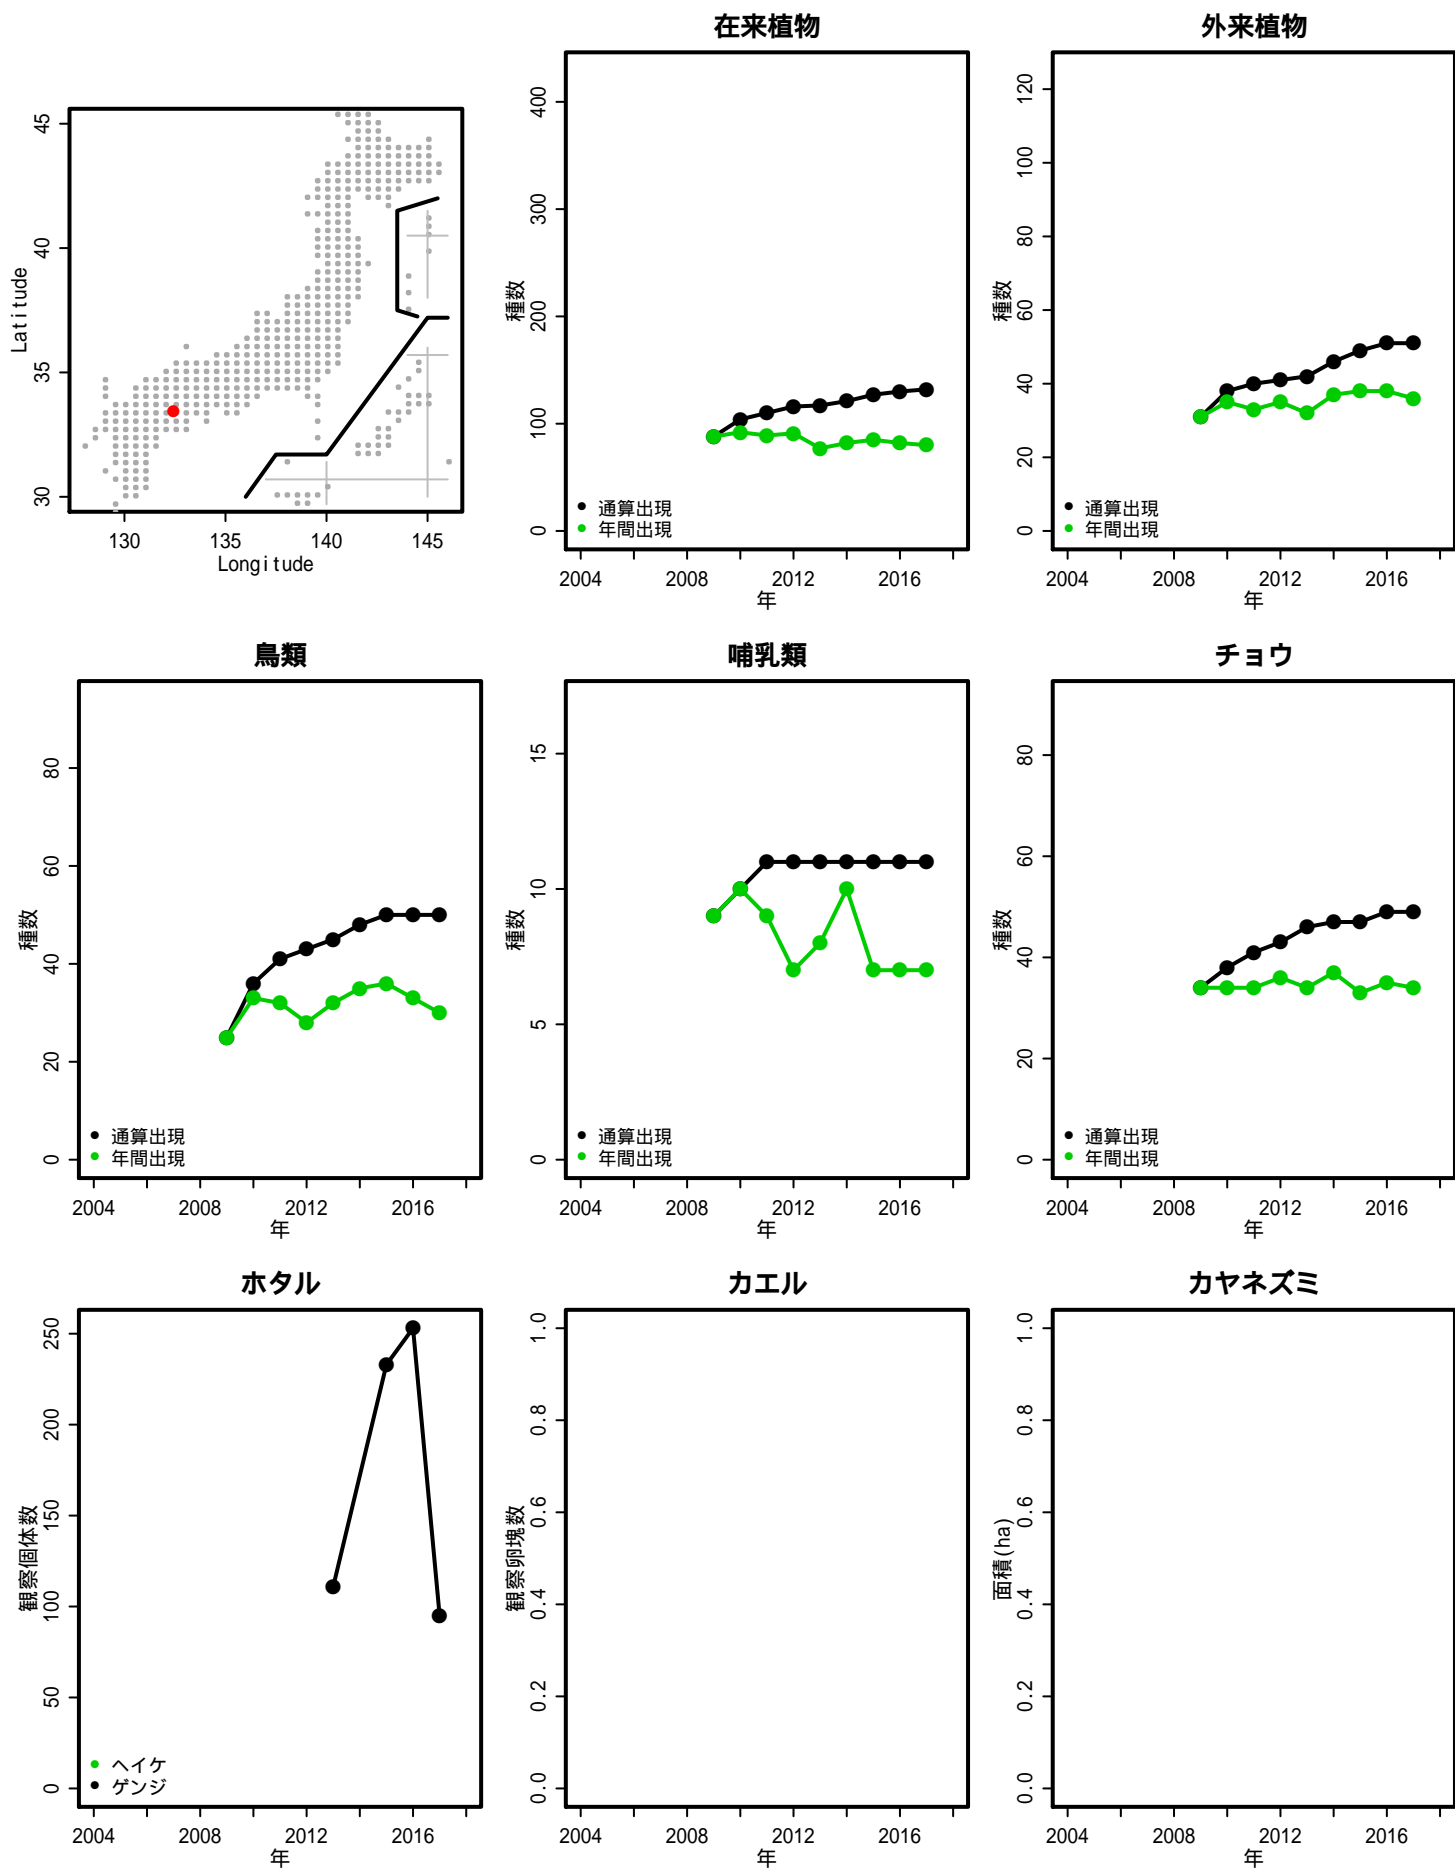 45
40
35
30
Latitude
130 135 140 145
Longitude
在来植物
400
300
200
100
0
種数
通算出現
年間出現
2004 2008 2012 2016
年
外来植物
120
100
80
60
40
20
0
種数
通算出現
年間出現
2004 2008 2012 2016
年
鳥類
80
60
40
20
0
種数
通算出現
年間出現
2004 2008 2012 2016
年
哺乳類
15
10
5
0
種数
通算出現
年間出現
2004 2008 2012 2016
年
チョウ
80
60
40
20
0
種数
通算出現
年間出現
2004 2008 2012 2016
年
ホタル
250
200
150
100
50
0
観察個体数
ヘイケ
ゲンジ
2004 2008 2012 2016
年
カエル
1.0
0.8
0.6
0.4
0.2
0.0
観察卵塊数
2004 2008 2012 2016
年
カヤネズミ
1.0
0.8
0.6
0.4
0.2
0.0
面積(ha)
2004 2008 2012 2016
年